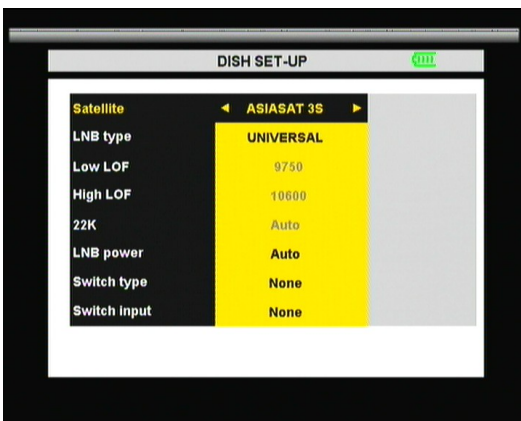 DISH SET-UP
Satellite ◄ ASIASAT 3S ►
LNB type UNIVERSAL
Low LOF 9750
High LOF 10600
22K Auto
LNB power Auto
Switch type None
Switch input None